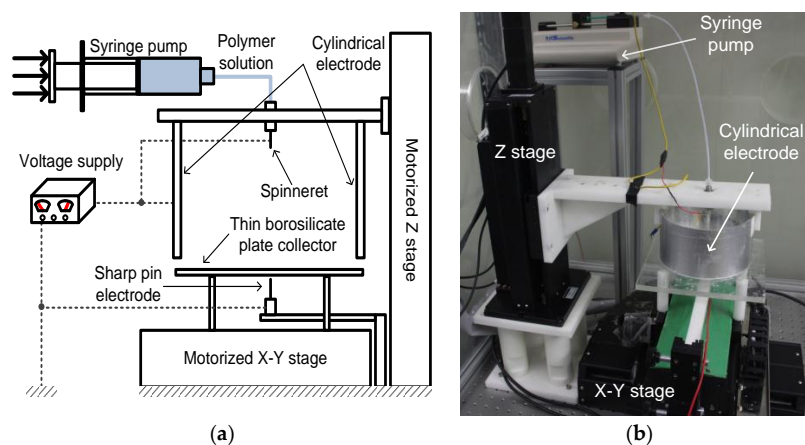 Syringe pump
Polymer
solution
Cylindrical
electrode
Voltage supply
Spinneret
Thin borosilicate
plate collector
Sharp pin
electrode
Motorized X-Y stage
Motorized Z stage
(a)
Syringe
pump
Z stage
Cylindrical
electrode
X-Y stage
(b)